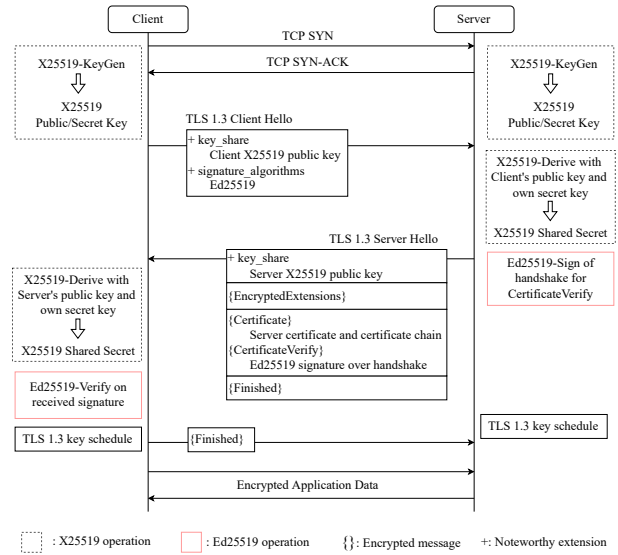 Client
Server
TCP SYN
TCP SYN-ACK
X25519-KeyGen
X25519
Public/Secret Key
X25519-KeyGen
X25519
Public/Secret Key
TLS 1.3 Client Hello
+ key_share
Client X25519 public key
+ signature_algorithms
Ed25519
X25519-Derive with
Client's public key and
own secret key
X25519 Shared Secret
TLS 1.3 Server Hello
+ key_share
Server X25519 public key
{EncryptedExtensions}
{Certificate}
Server certificate and certificate chain
{CertificateVerify}
Ed25519 signature over handshake
{Finished}
Ed25519-Sign of
handshake for
CertificateVerify
X25519-Derive with
Server's public key and
own secret key
X25519 Shared Secret
Ed25519-Verify on
received signature
TLS 1.3 key schedule
{Finished}
TLS 1.3 key schedule
Encrypted Application Data
: X25519 operation
: Ed25519 operation
{}: Encrypted message
+: Noteworthy extension